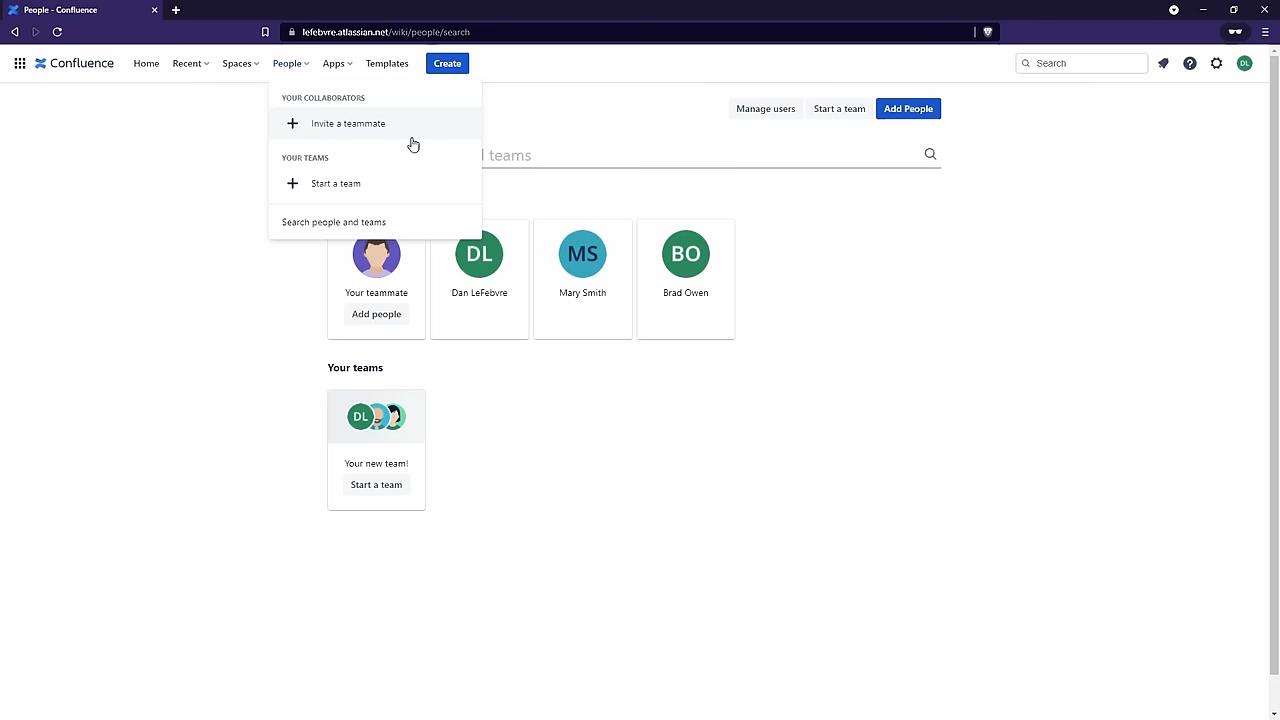 People - Confluence
lefebvre.atlassian.net/wiki/people/search
Confluence Home Recent Spaces People Apps Templates Create Search DL
YOUR COLLABORATORS
Invite a teammate
YOUR TEAMS
Start a team
Search people and teams
Manage users Start a team Add People
teams
DL MS BO
Your teammate Dan LeFebvre Mary Smith Brad Owen
Add people
Your teams
DL
Your new team!
Start a team